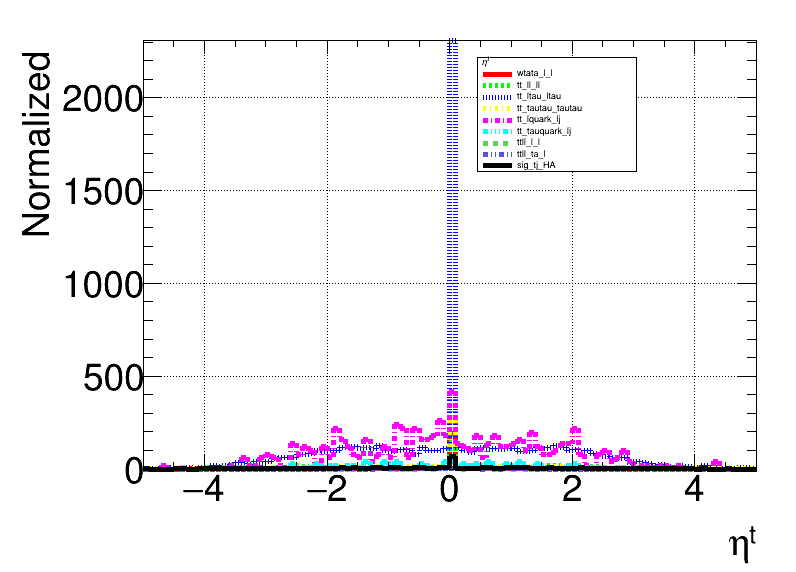 Normalized
2000
1500
1000
500
0
η^t
wtata_l_l
tt_ll_ll
tt_ltau_ltau
tt_tautau_tautau
tt_lquark_lj
tt_tauquark_lj
ttll_l_l
ttll_ta_l
sig_tj_HA
−4 −2 0 2 4
η^t